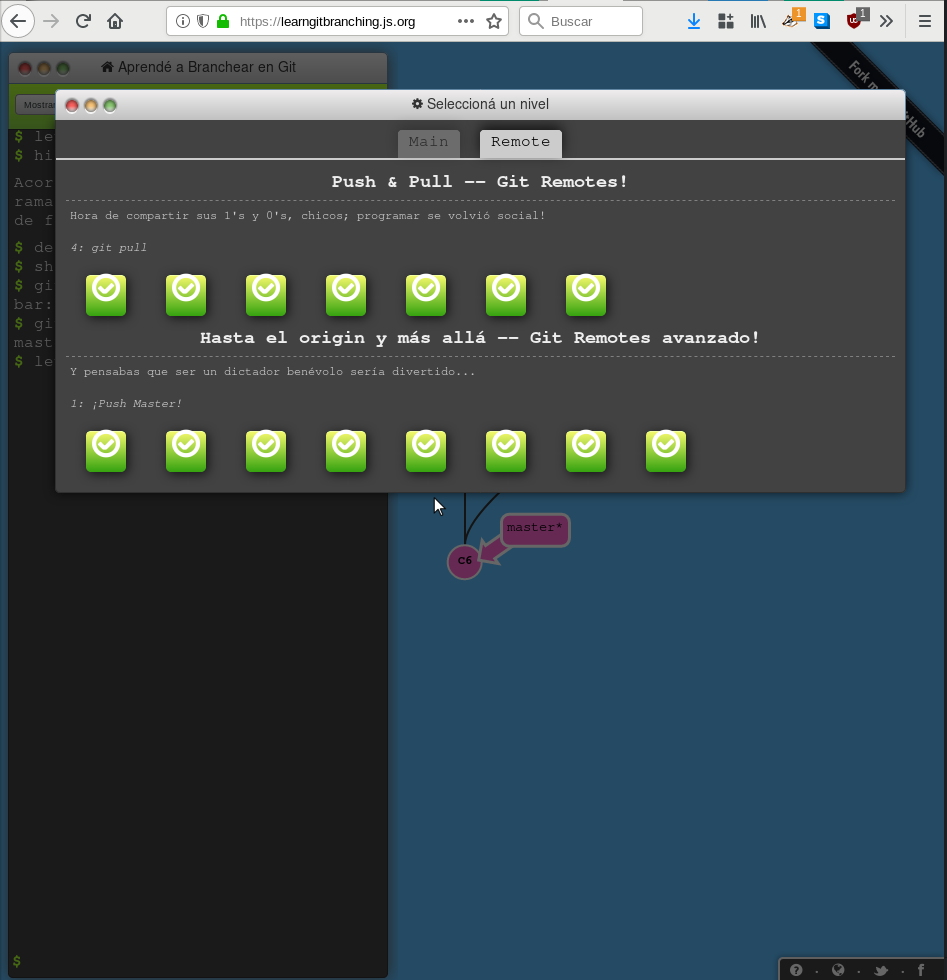 https://learngitbranching.js.org
Buscar
1
1
Aprendé a Branchear en Git
Fork m
Hub
Mostra
Seleccioná un nivel
Main
Remote
$ le
$ hi
Acor
rama
de f
$ de
$ sh
$ gi
bar:
$ gi
mast
$ le
Push & Pull -- Git Remotes!
Hora de compartir sus 1's y 0's, chicos; programar se volvió social!
4: git pull
Hasta el origin y más allá -- Git Remotes avanzado!
Y pensabas que ser un dictador benévolo sería divertido...
1: ¡Push Master!
master*
C6
$